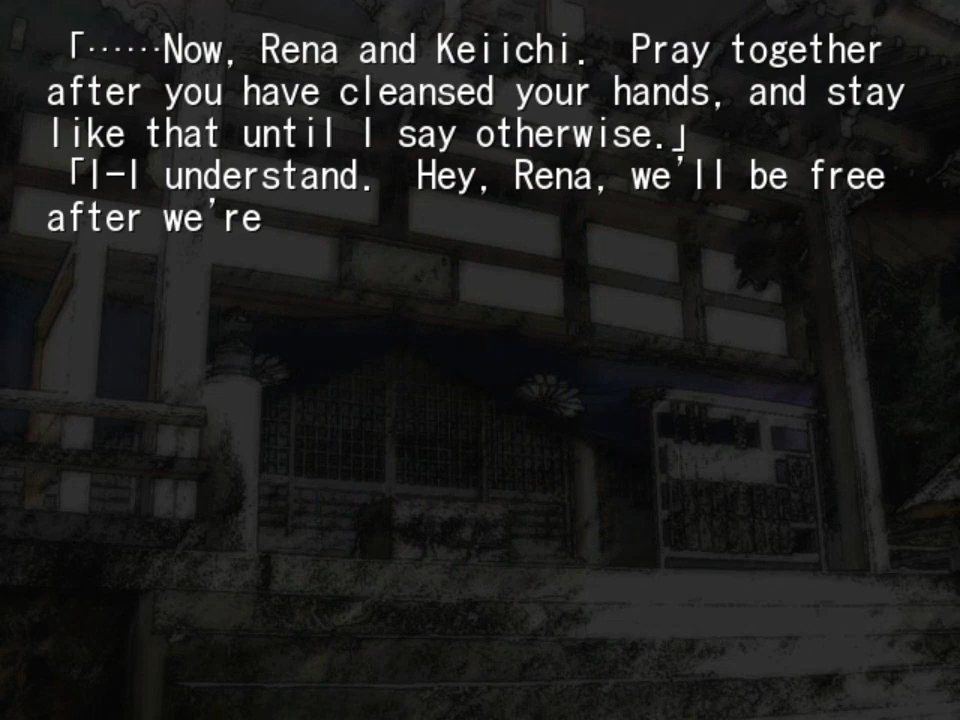 「‥‥‥Now, Rena and Keiichi.  Pray together
after you have cleansed your hands, and stay
like that until I say otherwise.」
「I-I understand.  Hey, Rena, we'll be free
after we're